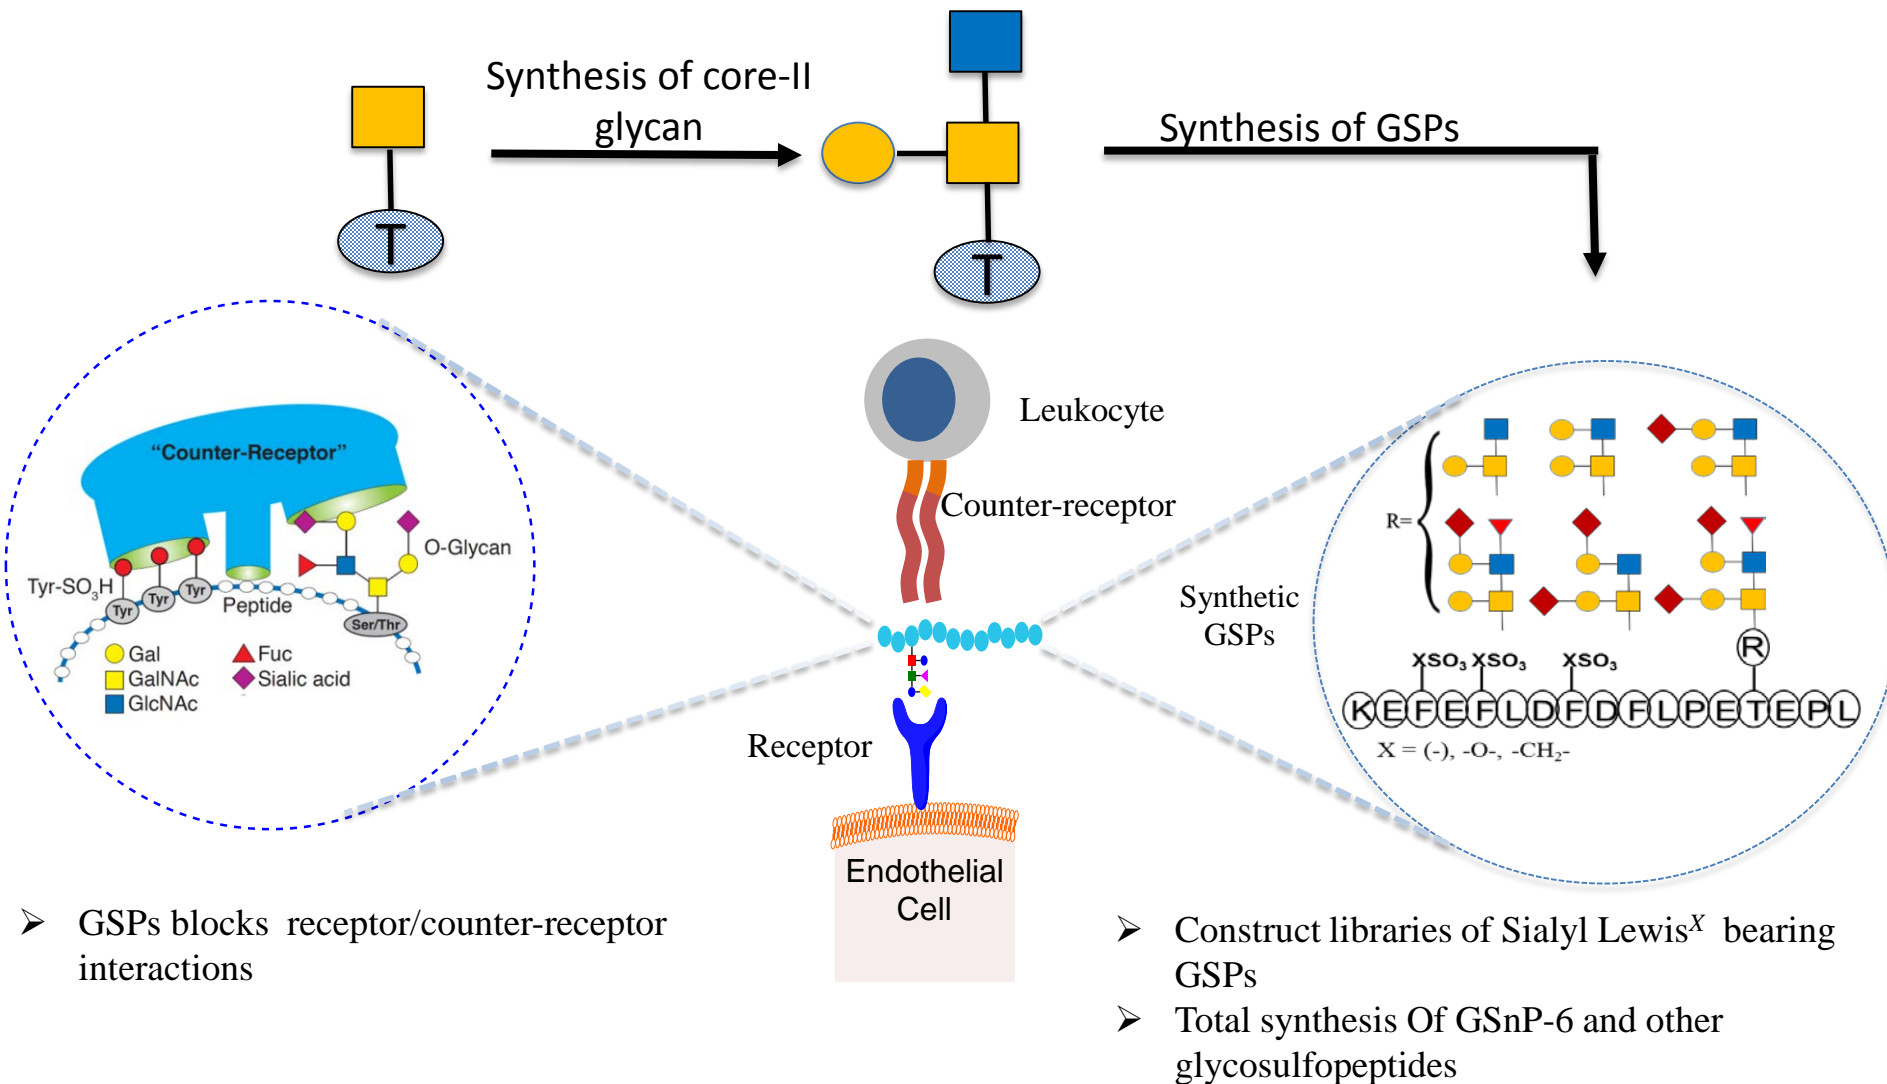 Synthesis of core-II
glycan
Synthesis of GSPs
T
T
"Counter-Receptor"
O-Glycan
Tyr-SO₃H
Tyr
Tyr
Tyr
Peptide
Ser/Thr
Gal
Fuc
GalNAc
Sialic acid
GlcNAc
Leukocyte
Counter-receptor
Receptor
Endothelial
Cell
Synthetic
GSPs
R=
R
XSO₃ XSO₃ XSO₃
KEFEFLDFDFLPETEPL
X = (-), -O-, -CH₂-
➢ GSPs blocks receptor/counter-receptor
interactions
➢ Construct libraries of Sialyl Lewisˣ bearing
GSPs
➢ Total synthesis Of GSnP-6 and other
glycosulfopeptides